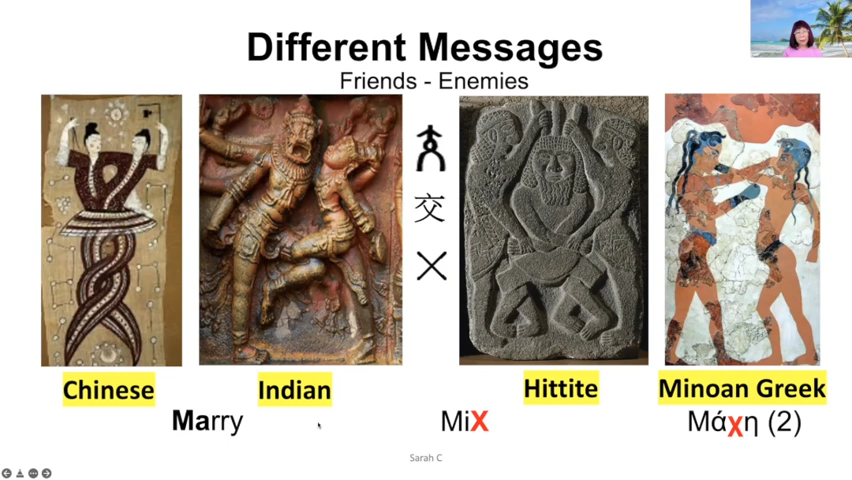 Different Messages
Friends - Enemies
交
Chinese
Indian
Hittite
Minoan Greek
Marry
MiX
Μάχη (2)
Sarah C